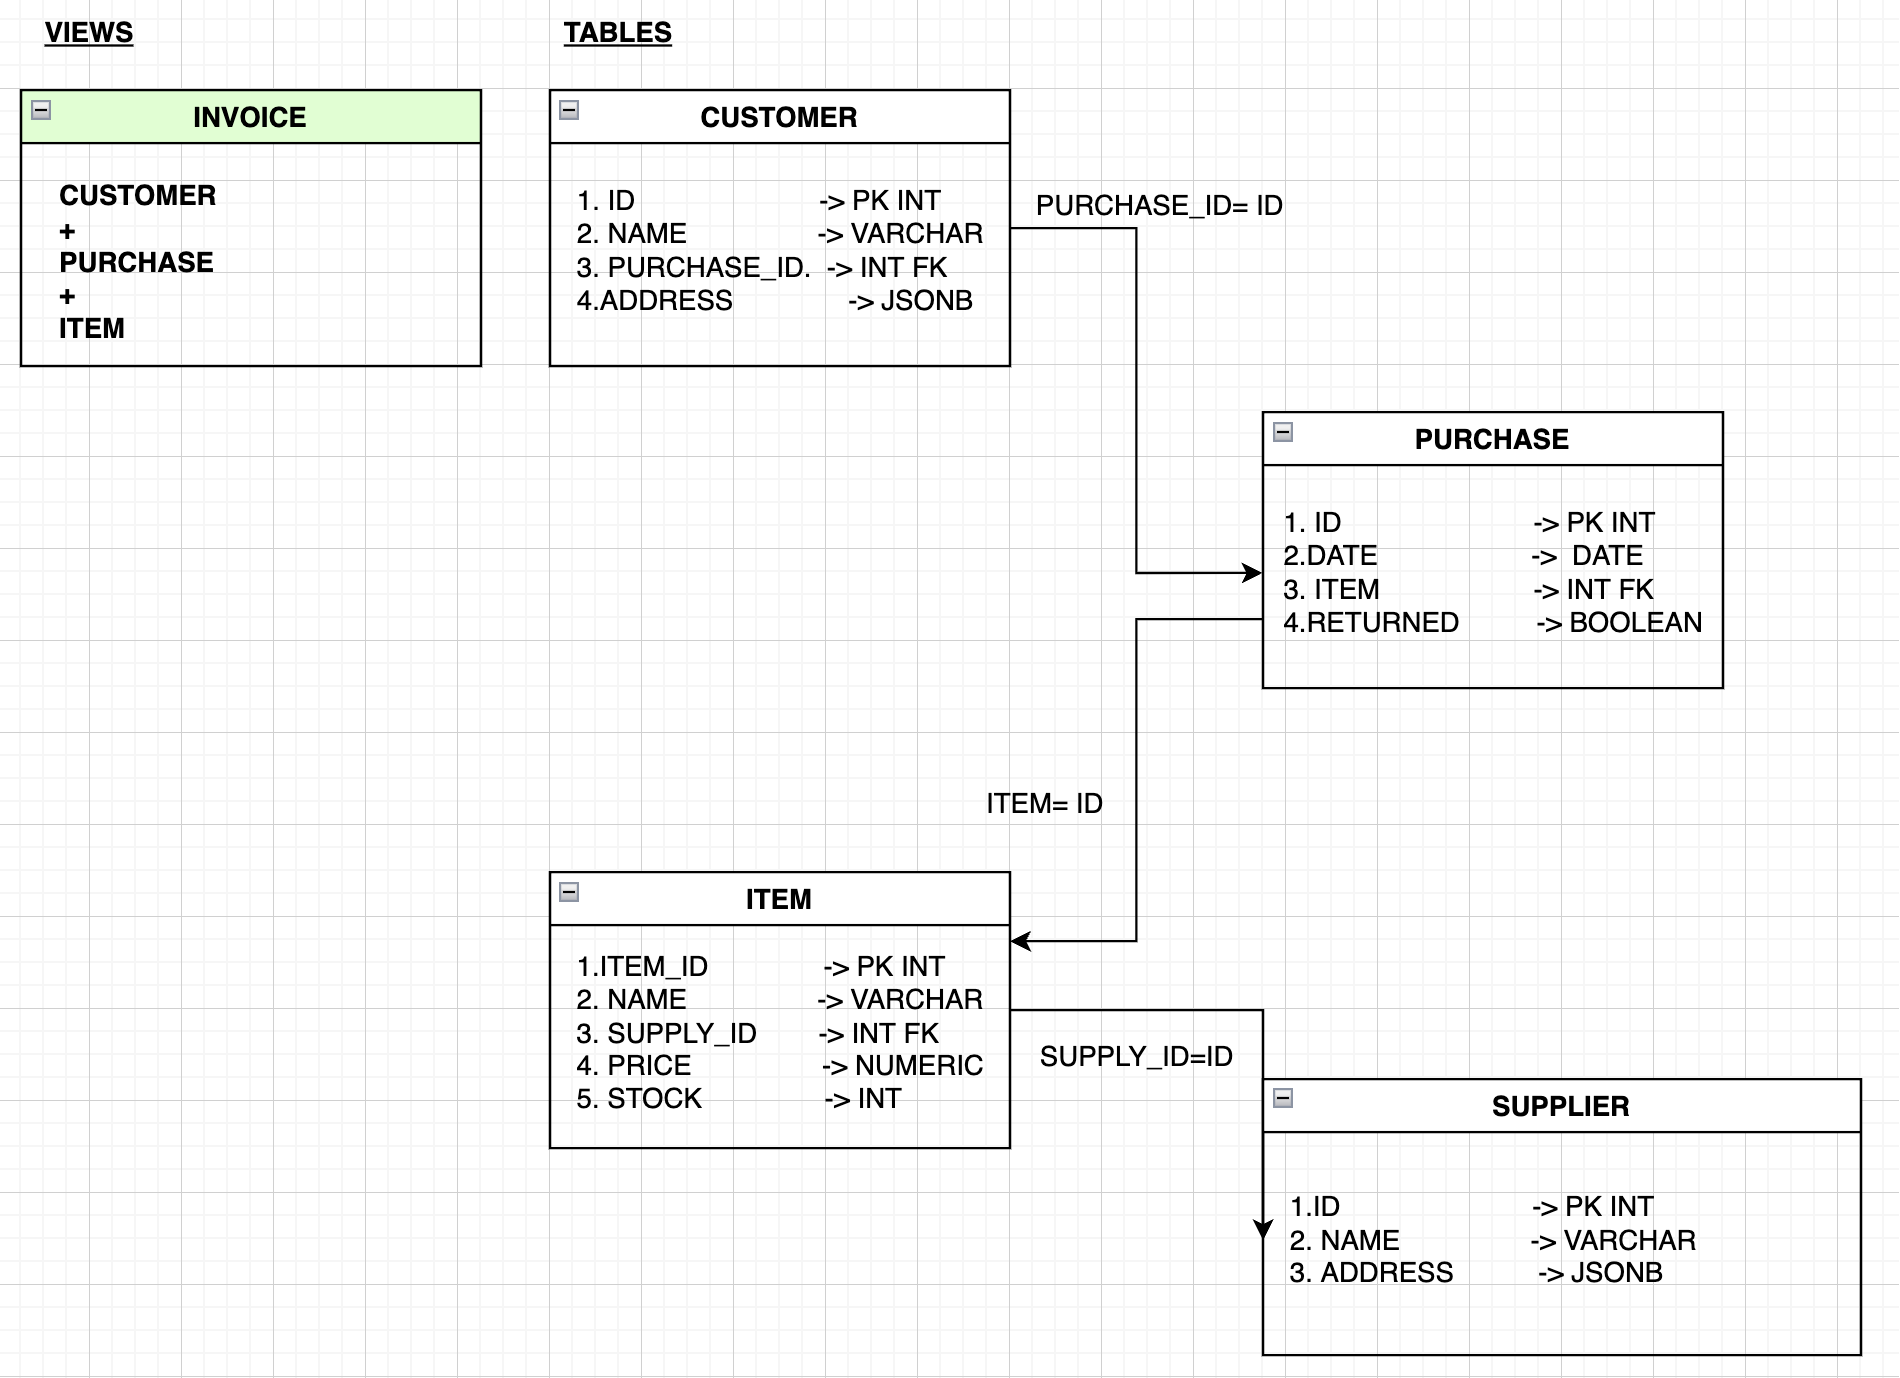 VIEWS
TABLES
INVOICE
CUSTOMER
+
PURCHASE
+
ITEM
CUSTOMER
1. ID -> PK INT
2. NAME -> VARCHAR
3. PURCHASE_ID. -> INT FK
4.ADDRESS -> JSONB
PURCHASE_ID= ID
PURCHASE
1. ID -> PK INT
2.DATE -> DATE
3. ITEM -> INT FK
4.RETURNED -> BOOLEAN
ITEM= ID
ITEM
1.ITEM_ID -> PK INT
2. NAME -> VARCHAR
3. SUPPLY_ID -> INT FK
4. PRICE -> NUMERIC
5. STOCK -> INT
SUPPLY_ID=ID
SUPPLIER
1.ID -> PK INT
2. NAME -> VARCHAR
3. ADDRESS -> JSONB